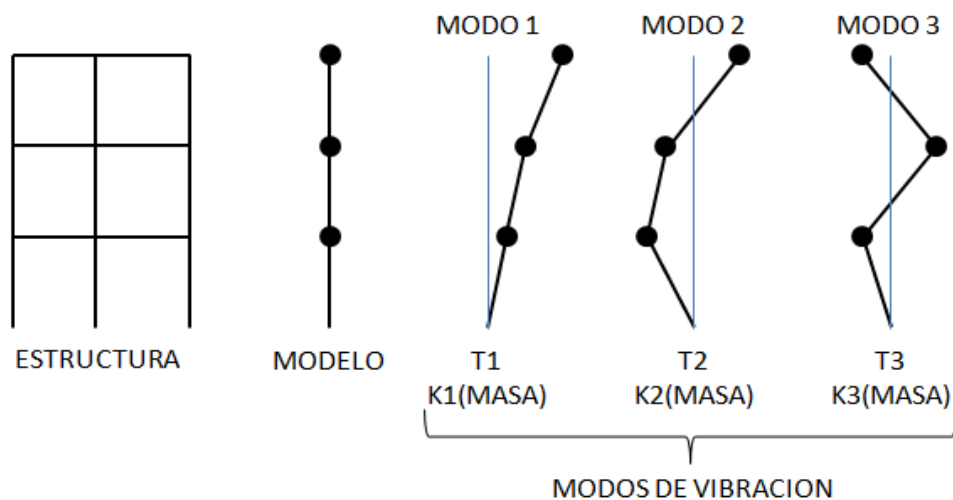 MODO 1
MODO 2
MODO 3
ESTRUCTURA
MODELO
T1
T2
T3
K1(MASA)
K2(MASA)
K3(MASA)
MODOS DE VIBRACION